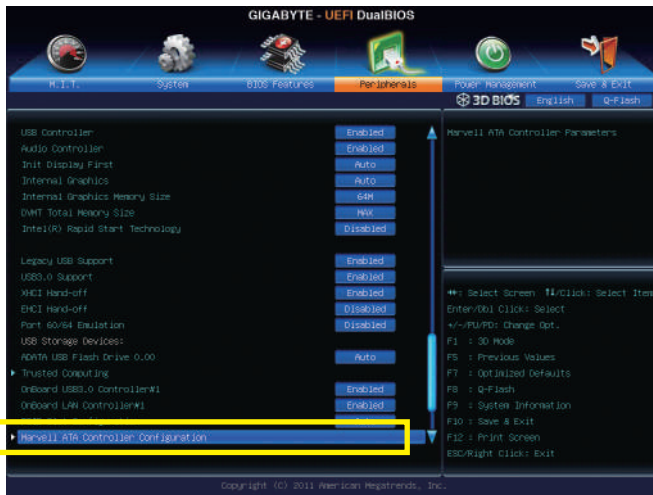 GIGABYTE - UEFI DualBIOS
M.I.T.
System
BIOS Features
Peripherals
Power Management
Save & Exit
3D BIOS
English
Q-Flash
USB Controller Enabled
Audio Controller Enabled
Init Display First Auto
Internal Graphics Auto
Internal Graphics Memory Size 64M
DVMT Total Memory Size MAX
Intel(R) Rapid Start Technology Disabled
Legacy USB Support Enabled
USB3.0 Support Enabled
XHCI Hand-off Enabled
EHCI Hand-off Disabled
Port 60/64 Emulation Disabled
USB Storage Devices:
ADATA USB Flash Drive 0.00 Auto
Trusted Computing
OnBoard USB3.0 Controller#1 Enabled
OnBoard LAN Controller#1 Enabled
Marvell ATA Controller Configuration
Marvell ATA Controller Parameters
↔: Select Screen ↑↓/Click: Select Item
Enter/Dbl Click: Select
+/-/PU/PD: Change Opt.
F1 : 3D Mode
F5 : Previous Values
F7 : Optimized Defaults
F8 : Q-Flash
F9 : System Information
F10 : Save & Exit
F12 : Print Screen
ESC/Right Click: Exit
Copyright (C) 2011 American Megatrends, Inc.